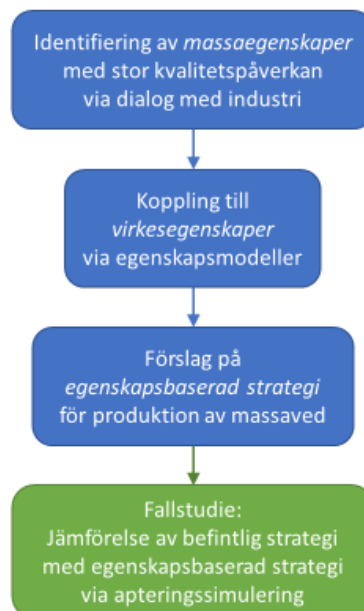 Identifiering av massaegenskaper
med stor kvalitetspåverkan
via dialog med industri
Koppling till
virkesegenskaper
via egenskapsmodeller
Förslag på
egenskapsbaserad strategi
för produktion av massaved
Fallstudie:
Jämförelse av befintlig strategi
med egenskapsbaserad strategi
via apteringssimulering